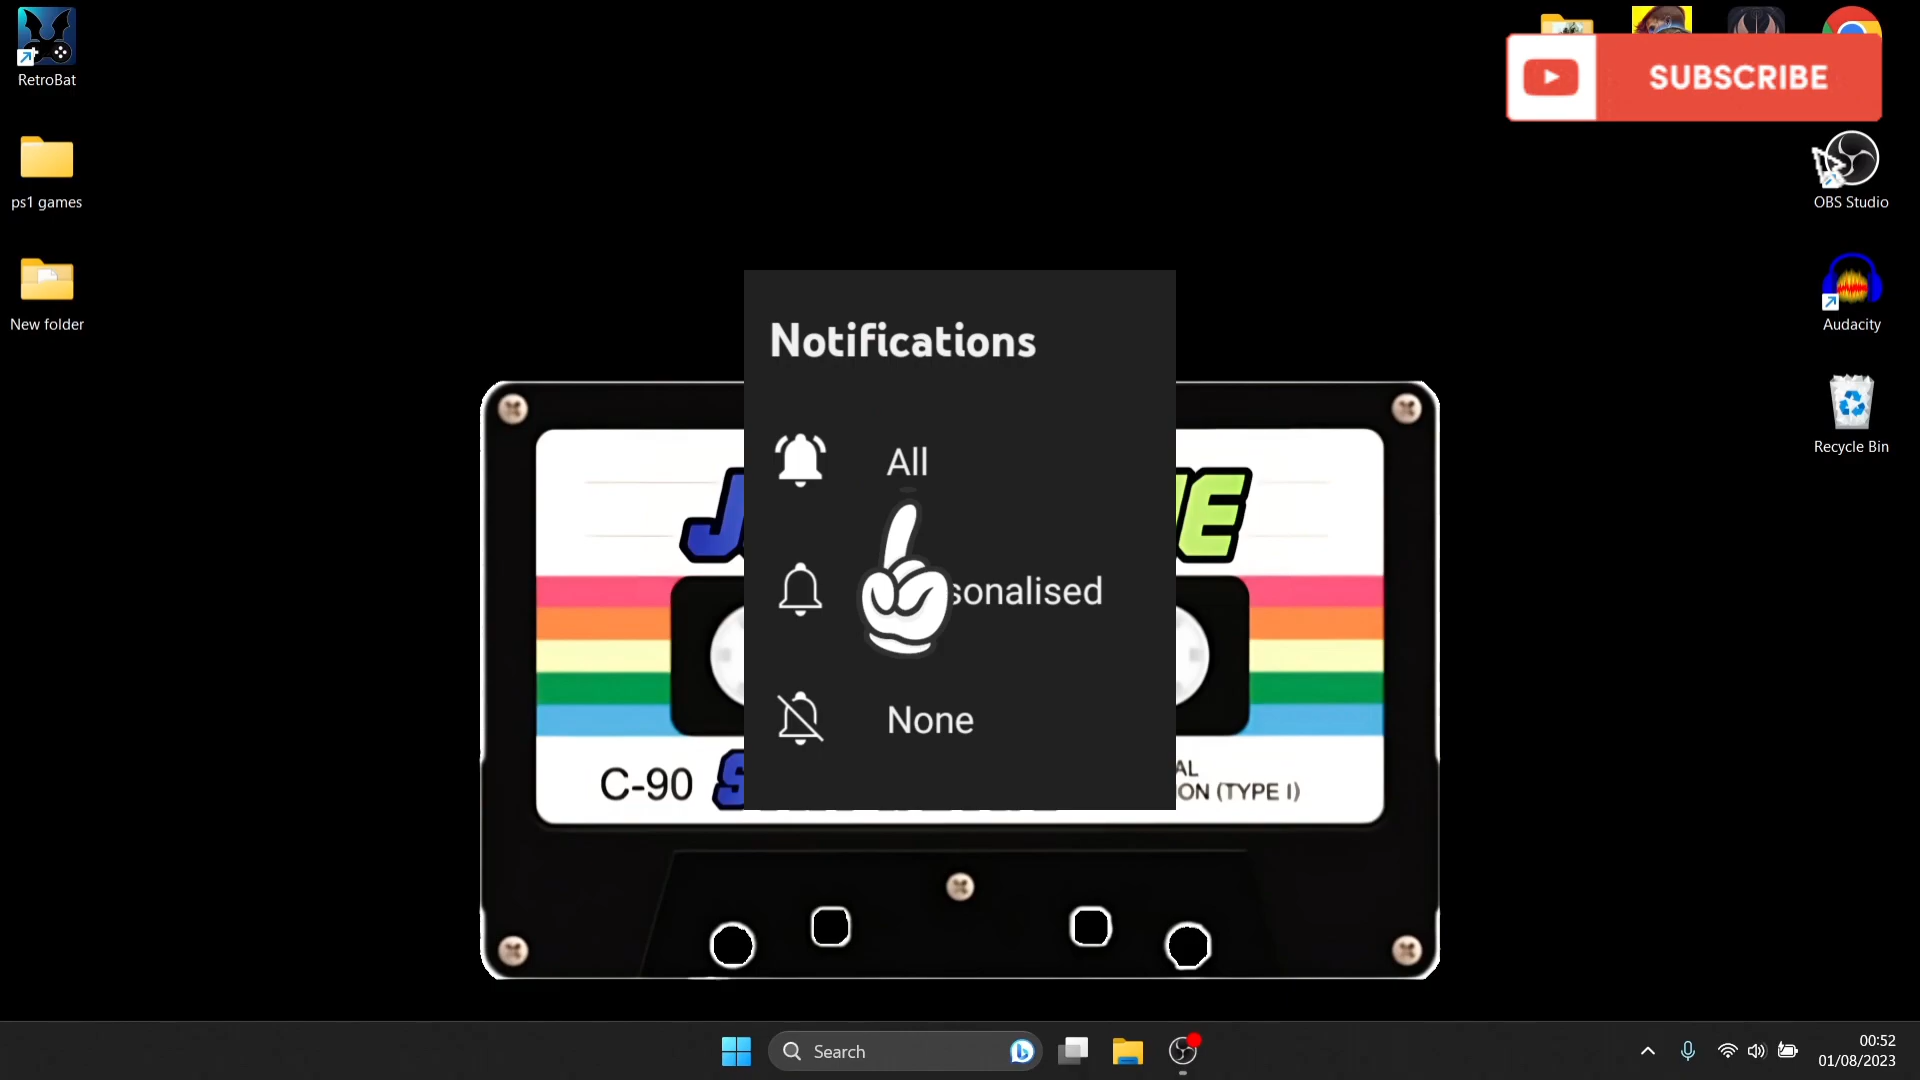 RetroBat
ps1 games
New folder
SUBSCRIBE
OBS Studio
Audacity
Recycle Bin
Notifications
All
sonalised
None
C-90
ON (TYPE I)
Search
00:52
01/08/2023